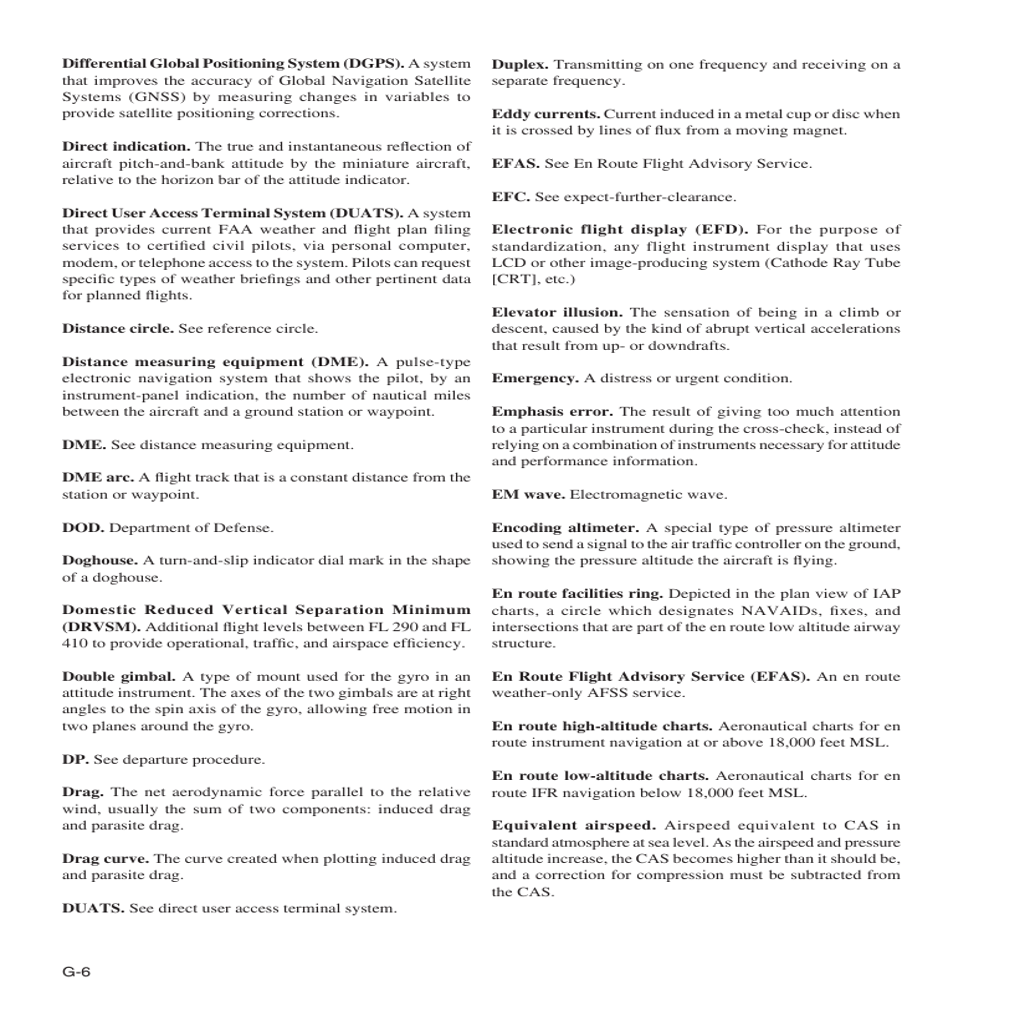 Differential Global Positioning System (DGPS). A system
that improves the accuracy of Global Navigation Satellite
Systems (GNSS) by measuring changes in variables to
provide satellite positioning corrections.
Direct indication. The true and instantaneous reflection of
aircraft pitch-and-bank attitude by the miniature aircraft,
relative to the horizon bar of the attitude indicator.
Direct User Access Terminal System (DUATS). A system
that provides current FAA weather and flight plan filing
services to certified civil pilots, via personal computer,
modem, or telephone access to the system. Pilots can request
specific types of weather briefings and other pertinent data
for planned flights.
Distance circle. See reference circle.
Distance measuring equipment (DME). A pulse-type
electronic navigation system that shows the pilot, by an
instrument-panel indication, the number of nautical miles
between the aircraft and a ground station or waypoint.
DME. See distance measuring equipment.
DME arc. A flight track that is a constant distance from the
station or waypoint.
DOD. Department of Defense.
Doghouse. A turn-and-slip indicator dial mark in the shape
of a doghouse.
Domestic Reduced Vertical Separation Minimum
(DRVSM). Additional flight levels between FL 290 and FL
410 to provide operational, traffic, and airspace efficiency.
Double gimbal. A type of mount used for the gyro in an
attitude instrument. The axes of the two gimbals are at right
angles to the spin axis of the gyro, allowing free motion in
two planes around the gyro.
DP. See departure procedure.
Drag. The net aerodynamic force parallel to the relative
wind, usually the sum of two components: induced drag
and parasite drag.
Drag curve. The curve created when plotting induced drag
and parasite drag.
DUATS. See direct user access terminal system.
Duplex. Transmitting on one frequency and receiving on a
separate frequency.
Eddy currents. Current induced in a metal cup or disc when
it is crossed by lines of flux from a moving magnet.
EFAS. See En Route Flight Advisory Service.
EFC. See expect-further-clearance.
Electronic flight display (EFD). For the purpose of
standardization, any flight instrument display that uses
LCD or other image-producing system (Cathode Ray Tube
[CRT], etc.)
Elevator illusion. The sensation of being in a climb or
descent, caused by the kind of abrupt vertical accelerations
that result from up- or downdrafts.
Emergency. A distress or urgent condition.
Emphasis error. The result of giving too much attention
to a particular instrument during the cross-check, instead of
relying on a combination of instruments necessary for attitude
and performance information.
EM wave. Electromagnetic wave.
Encoding altimeter. A special type of pressure altimeter
used to send a signal to the air traffic controller on the ground,
showing the pressure altitude the aircraft is flying.
En route facilities ring. Depicted in the plan view of IAP
charts, a circle which designates NAVAIDs, fixes, and
intersections that are part of the en route low altitude airway
structure.
En Route Flight Advisory Service (EFAS). An en route
weather-only AFSS service.
En route high-altitude charts. Aeronautical charts for en
route instrument navigation at or above 18,000 feet MSL.
En route low-altitude charts. Aeronautical charts for en
route IFR navigation below 18,000 feet MSL.
Equivalent airspeed. Airspeed equivalent to CAS in
standard atmosphere at sea level. As the airspeed and pressure
altitude increase, the CAS becomes higher than it should be,
and a correction for compression must be subtracted from
the CAS.
G-6